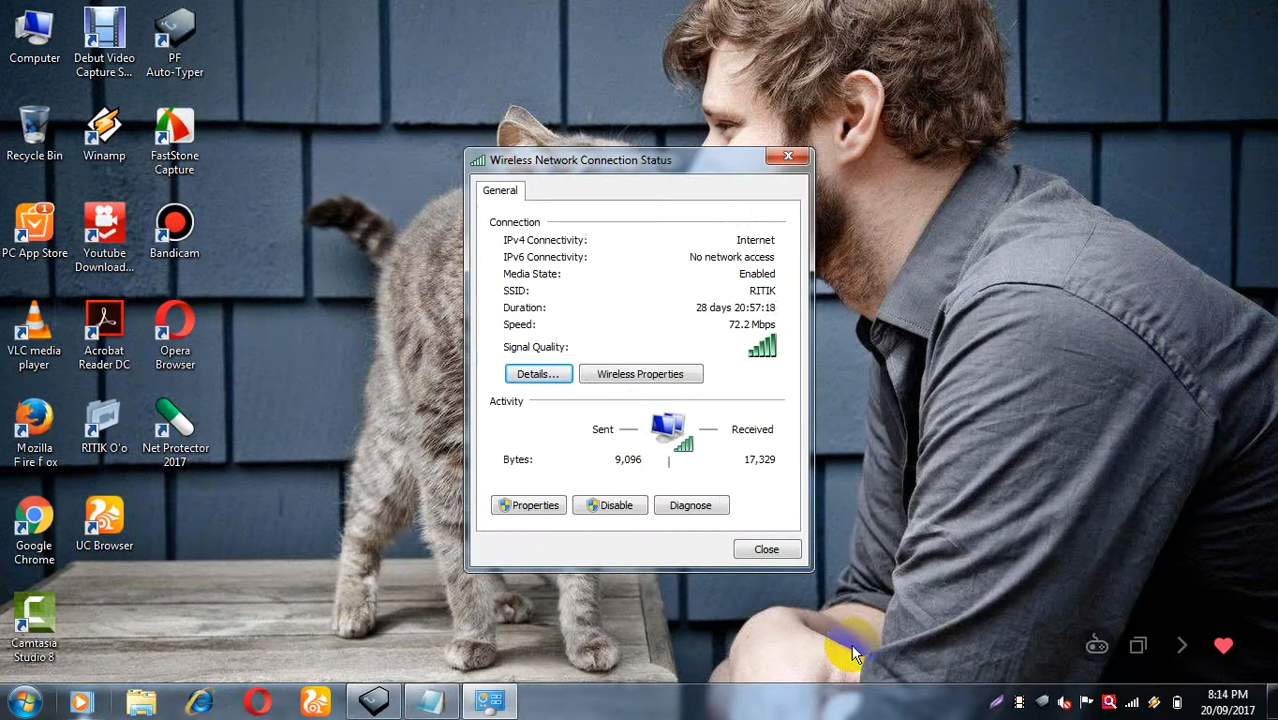 Computer
Debut Video
Capture S...
PF
Auto-Typer
Recycle Bin
Winamp
FastStone
Capture
PC App Store
1
Youtube
Download...
Bandicam
VLC media
player
Acrobat
Reader DC
Opera
Browser
Mozilla
Firefox
RITIK O'o
Net Protector
2017
Google
Chrome
UC Browser
Camtasia
Studio 8
Wireless Network Connection Status
General
Connection
IPv4 Connectivity: Internet
IPv6 Connectivity: No network access
Media State: Enabled
SSID: RITIK
Duration: 28 days 20:57:18
Speed: 72.2 Mbps
Signal Quality:
Details... Wireless Properties
Activity
Sent Received
Bytes: 9,096 17,329
Properties Disable Diagnose
Close
8:14 PM
20/09/2017